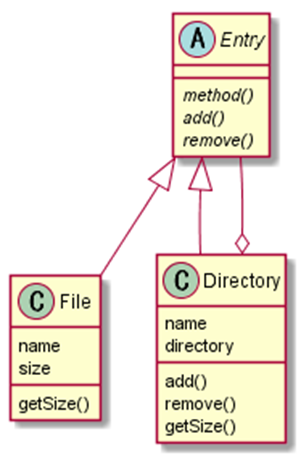 A Entry
method()
add()
remove()
C File
name
size
getSize()
C Directory
name
directory
add()
remove()
getSize()